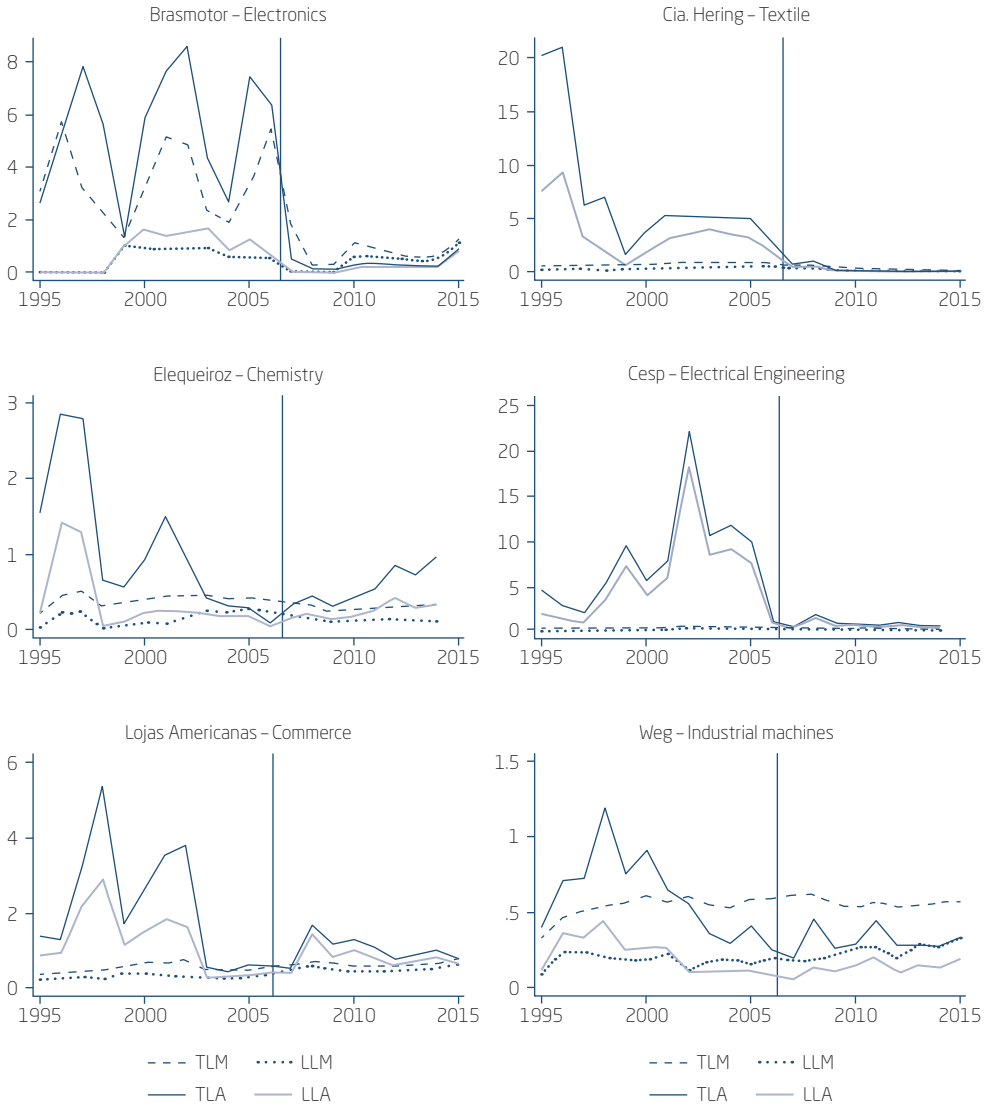 Brasmotor – Electronics
8
6
4
2
0
1995 2000 2005 2010 2015
Cia. Hering – Textile
20
15
10
5
0
1995 2000 2005 2010 2015
Elequeiroz – Chemistry
3
2
1
0
1995 2000 2005 2010 2015
Cesp – Electrical Engineering
25
20
15
10
5
0
1995 2000 2005 2010 2015
Lojas Americanas – Commerce
6
4
2
0
1995 2000 2005 2010 2015
Weg – Industrial machines
1.5
1
.5
0
1995 2000 2005 2010 2015
TLM LLM
TLA LLA
TLM LLM
TLA LLA